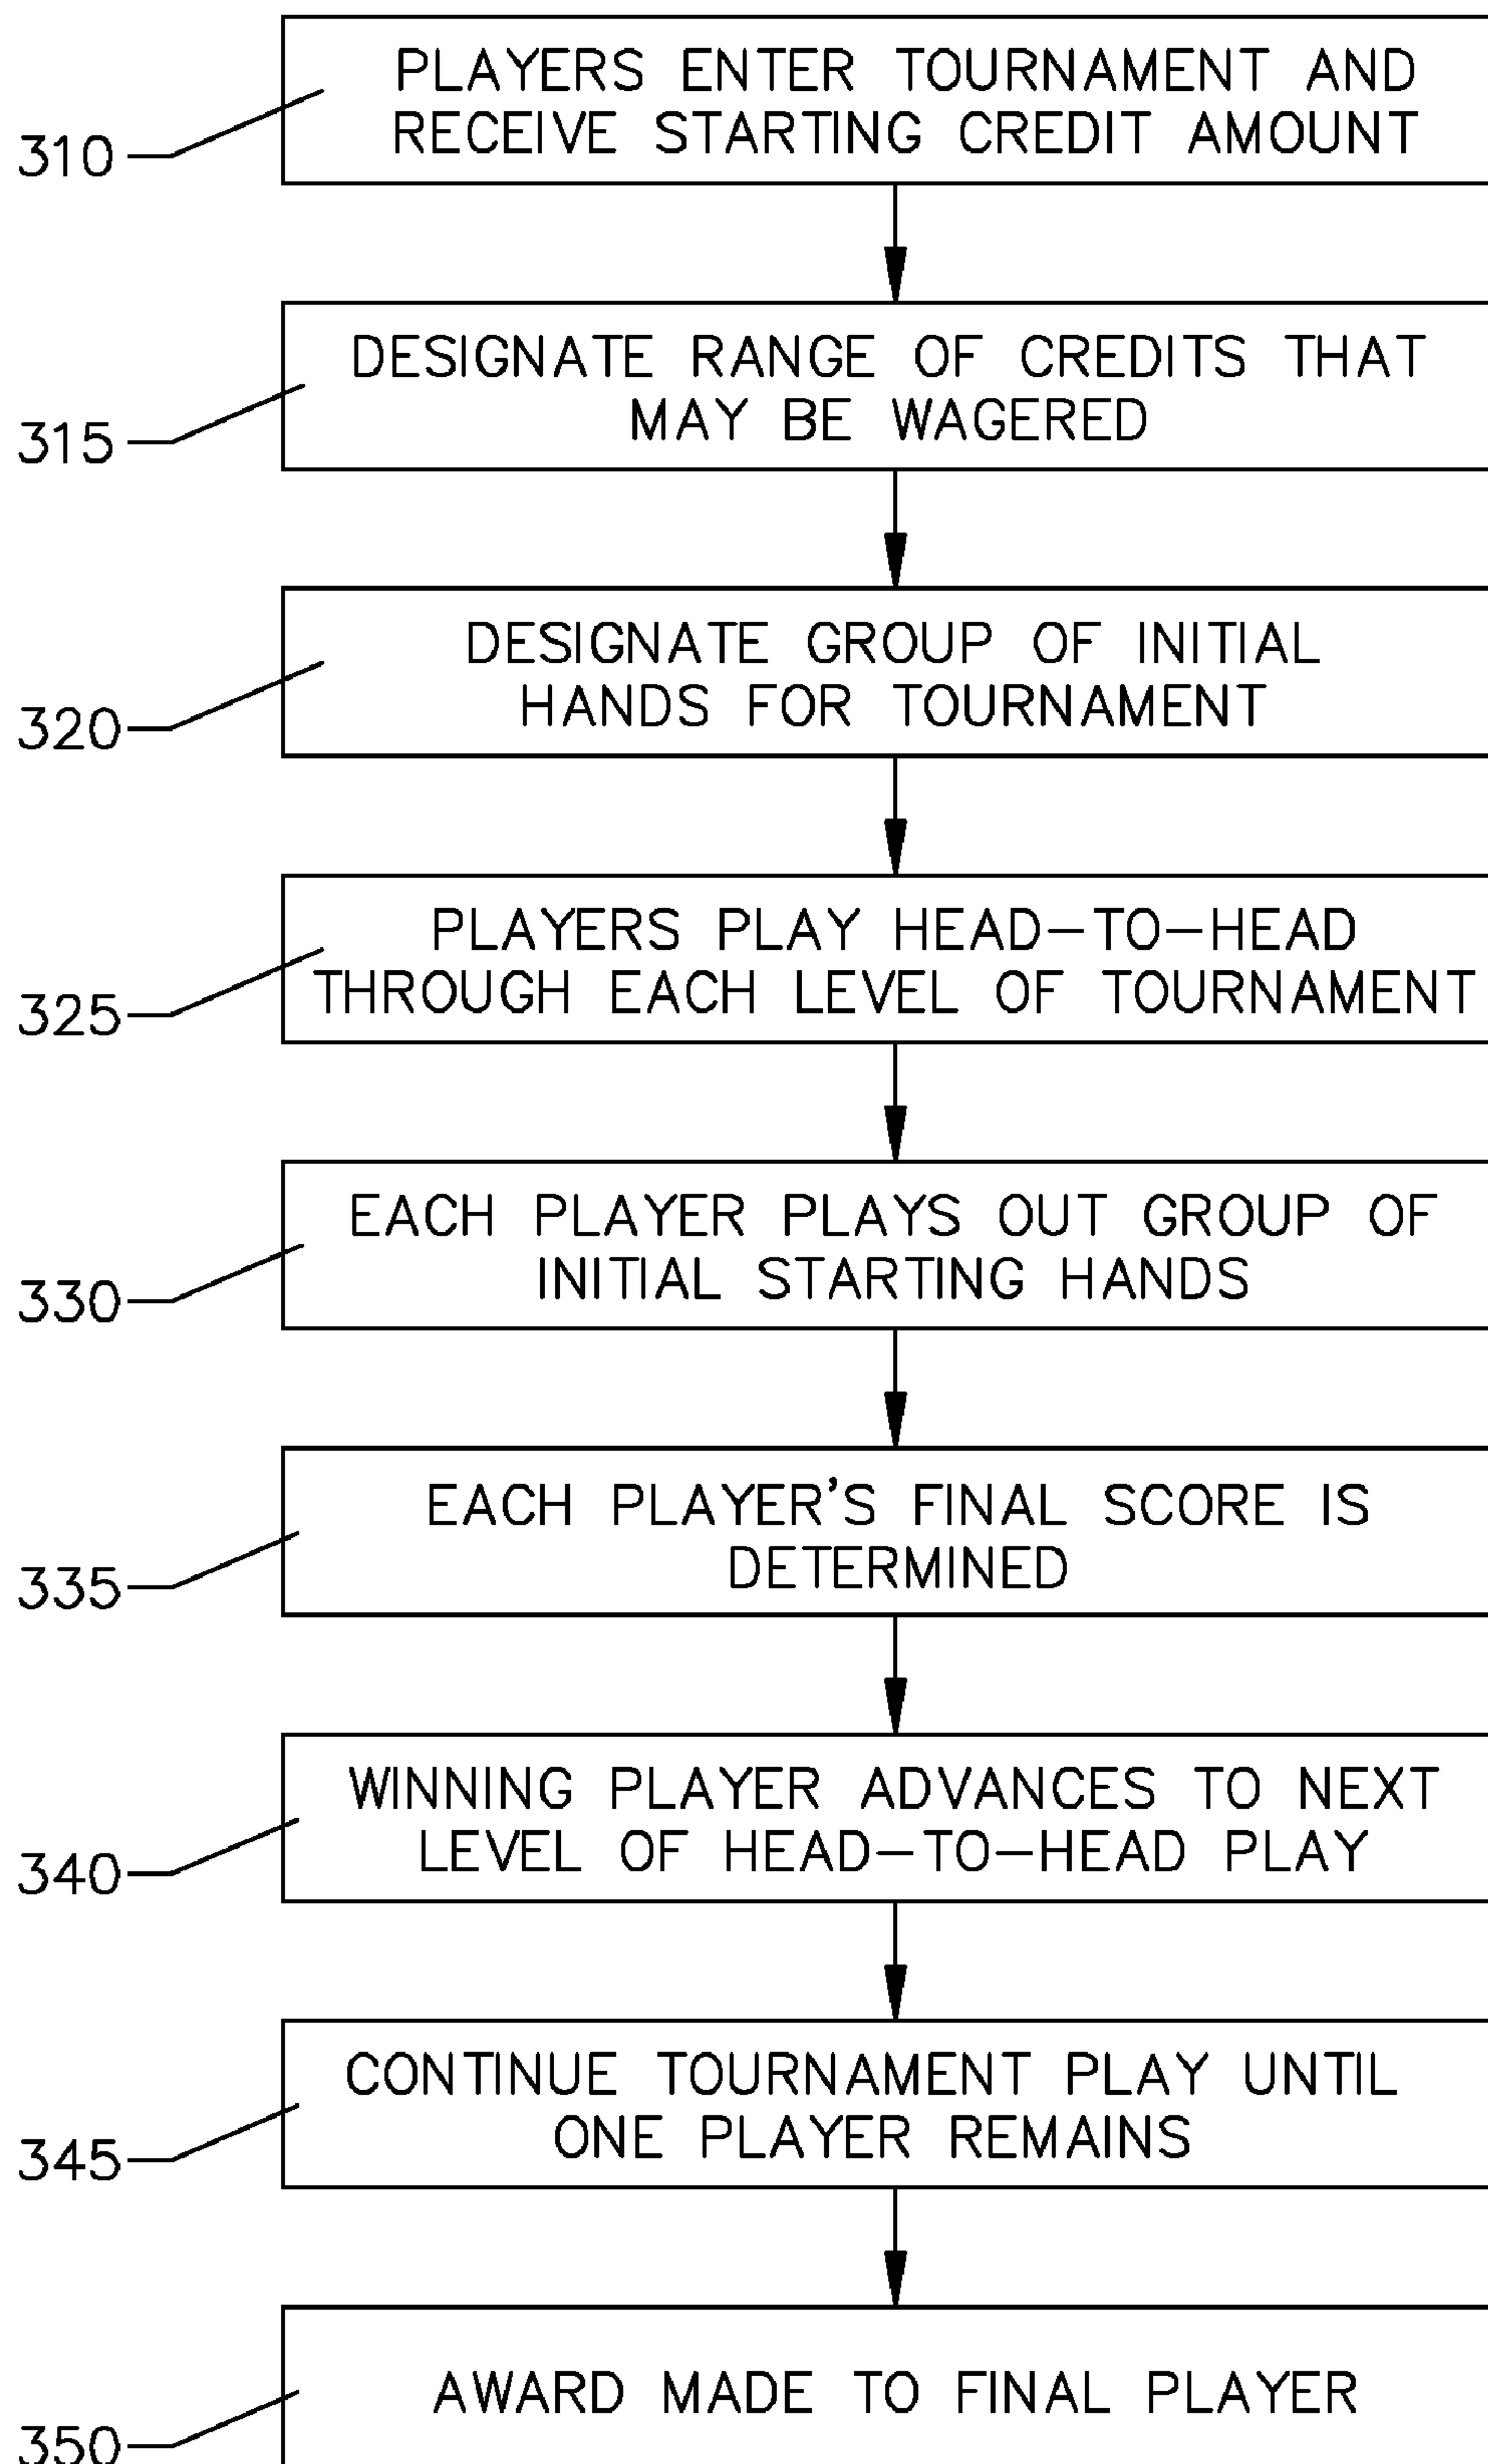 PLAYERS ENTER TOURNAMENT AND
RECEIVE STARTING CREDIT AMOUNT
310
DESIGNATE RANGE OF CREDITS THAT
MAY BE WAGERED
315
DESIGNATE GROUP OF INITIAL
HANDS FOR TOURNAMENT
320
PLAYERS PLAY HEAD-TO-HEAD
THROUGH EACH LEVEL OF TOURNAMENT
325
EACH PLAYER PLAYS OUT GROUP OF
INITIAL STARTING HANDS
330
EACH PLAYER'S FINAL SCORE IS
DETERMINED
335
WINNING PLAYER ADVANCES TO NEXT
LEVEL OF HEAD-TO-HEAD PLAY
340
CONTINUE TOURNAMENT PLAY UNTIL
ONE PLAYER REMAINS
345
AWARD MADE TO FINAL PLAYER
350